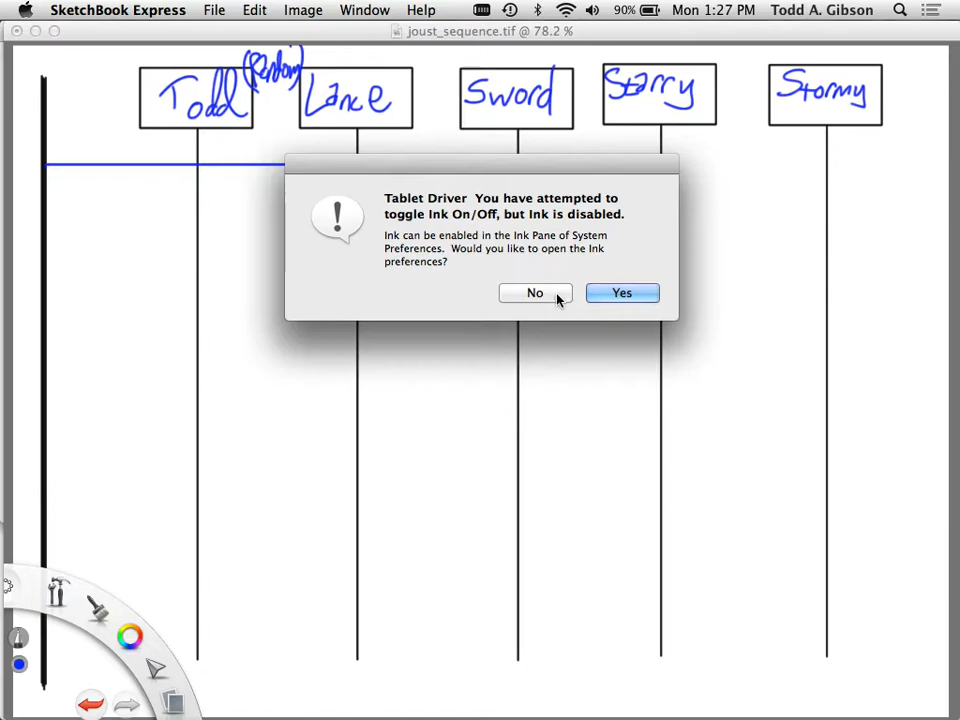 SketchBook Express File Edit Image Window Help 90% Mon 1:27 PM Todd A. Gibson
joust_sequence.tif @ 78.2 %
(Random)
Todd Lance Sword Starry Stormy
Tablet Driver You have attempted to
toggle Ink On/Off, but Ink is disabled.
Ink can be enabled in the Ink Pane of System
Preferences. Would you like to open the Ink
preferences?
No Yes